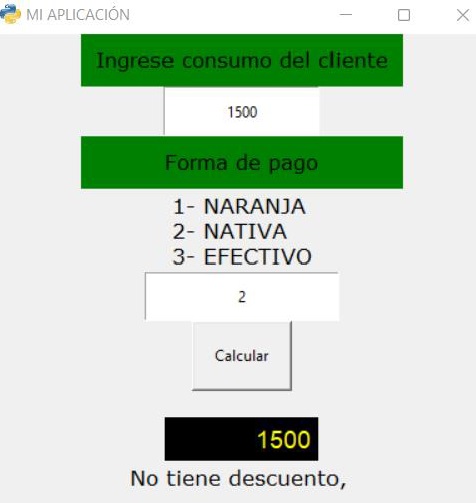 MI APLICACIÓN
Ingrese consumo del cliente
1500
Forma de pago
1- NARANJA
2- NATIVA
3- EFECTIVO
2
Calcular
1500
No tiene descuento,